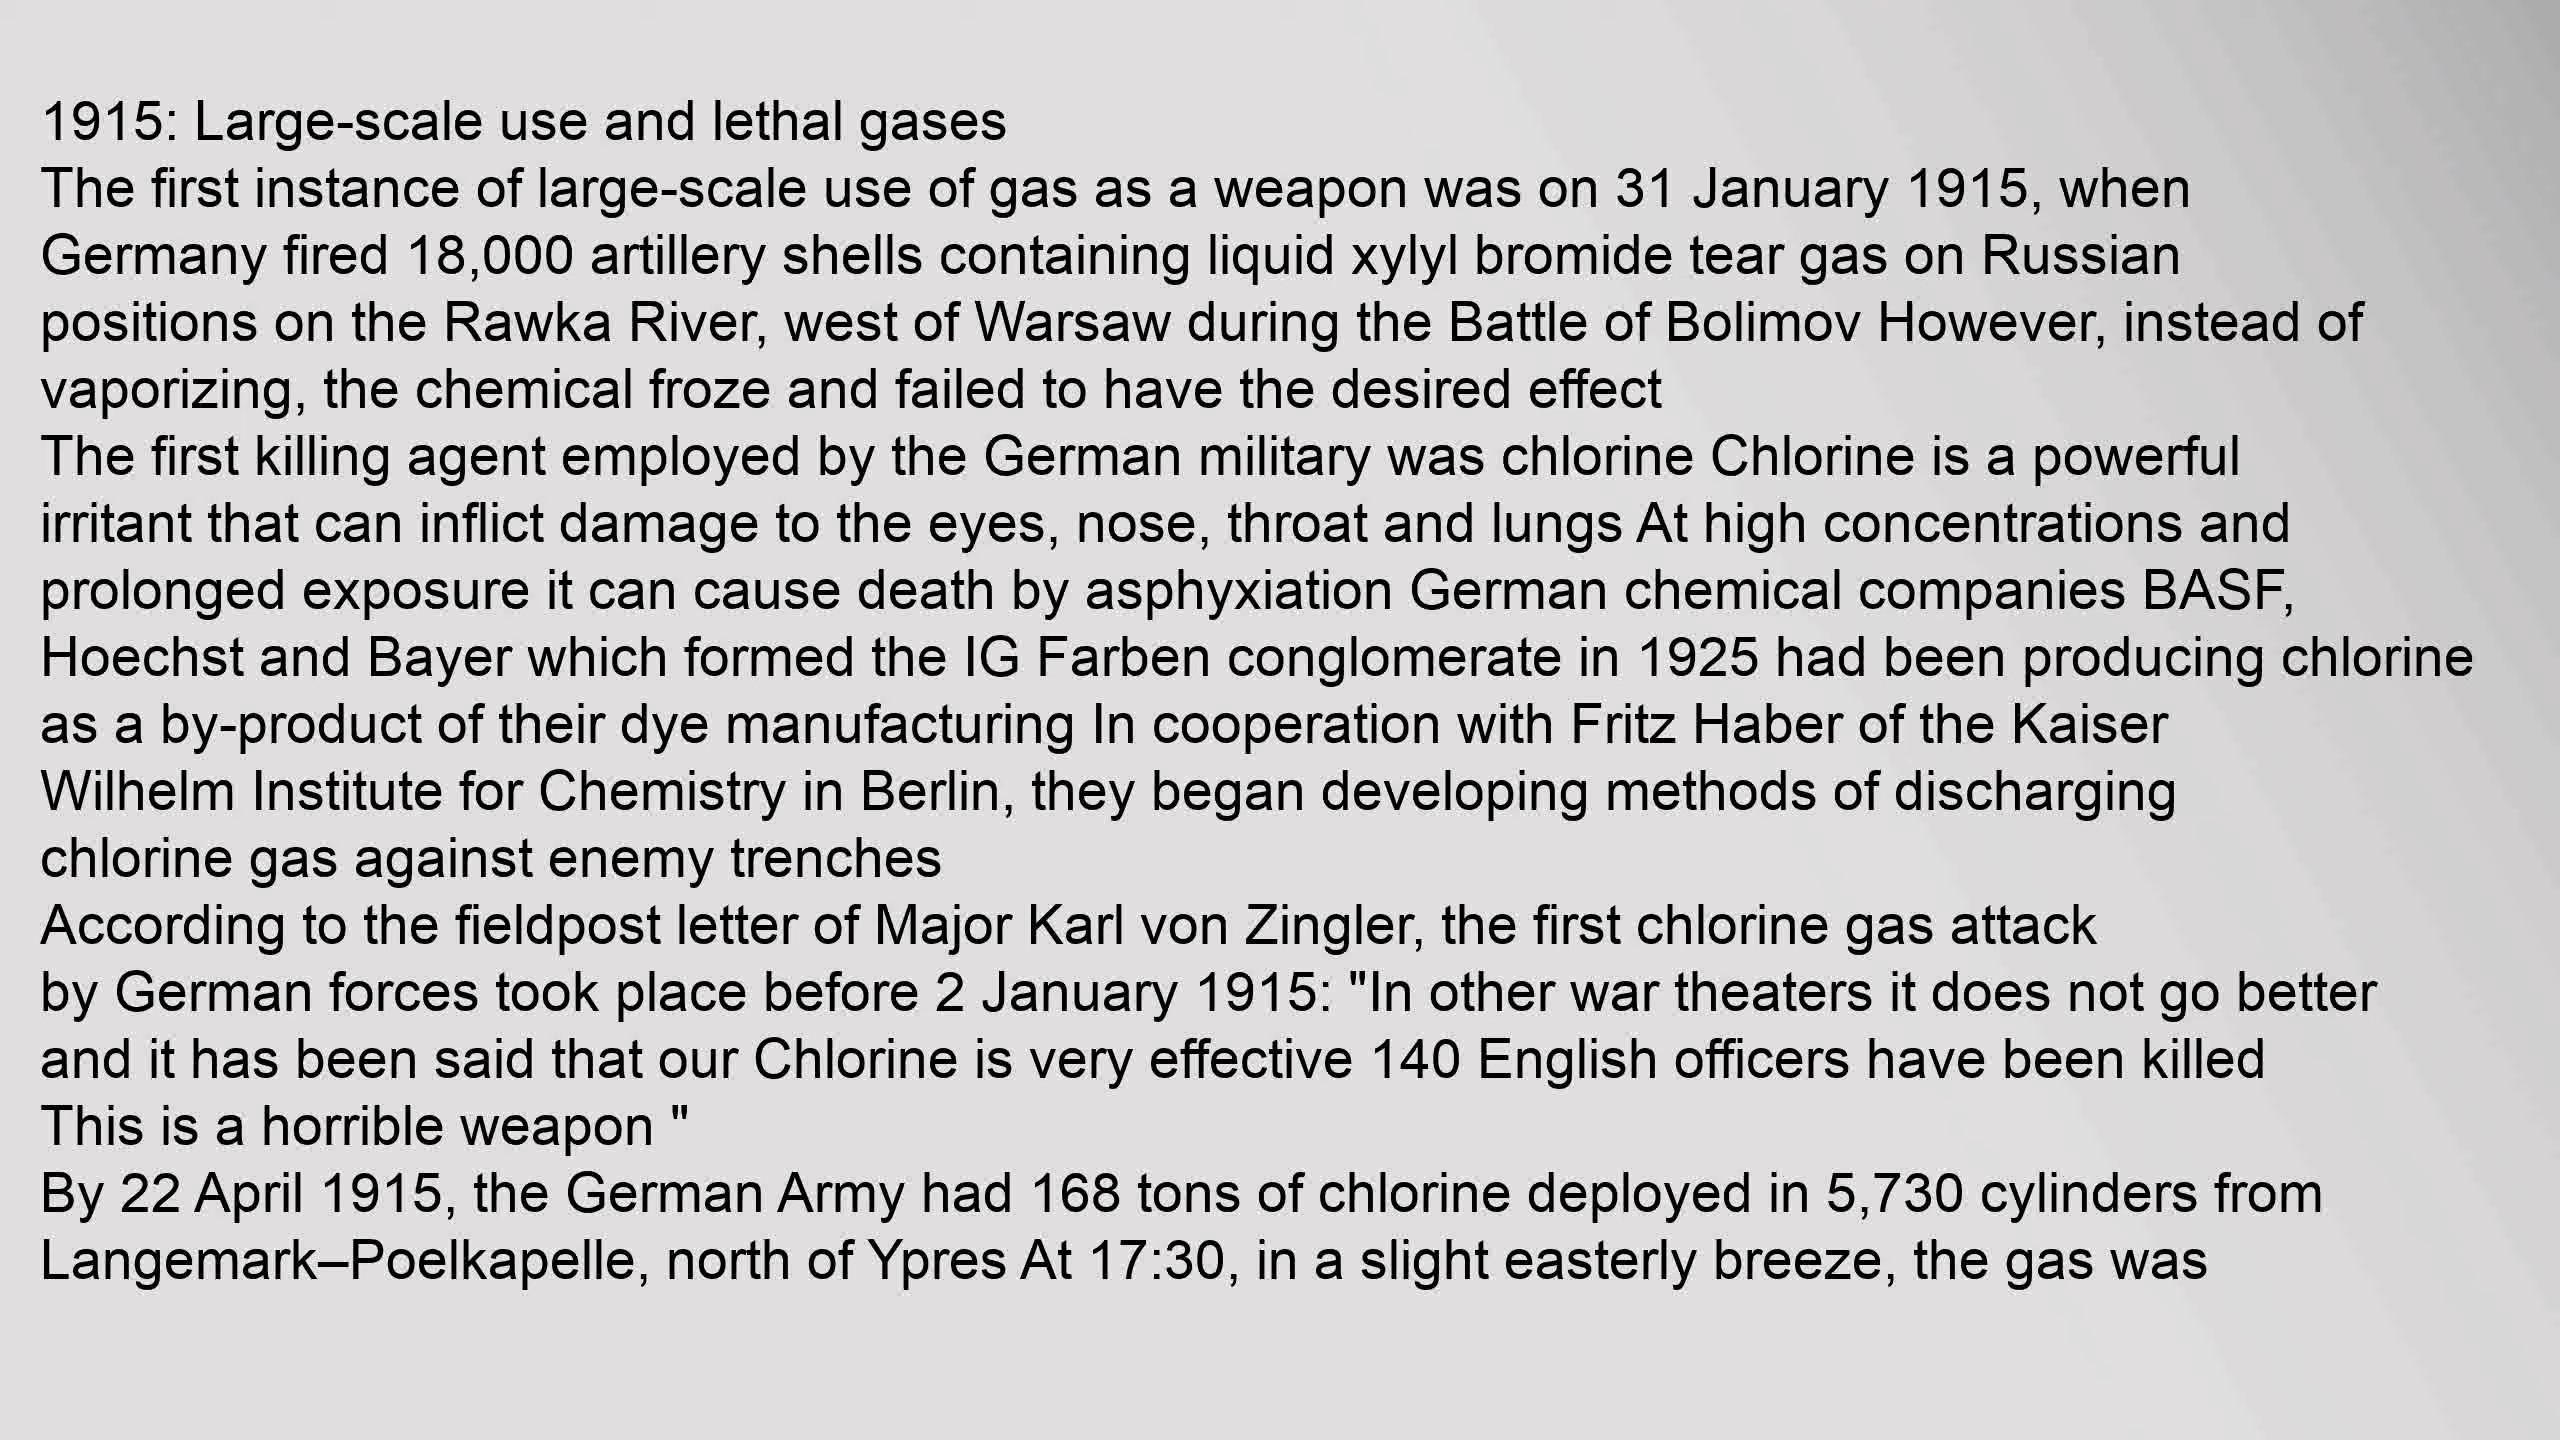 1915: Large-scale use and lethal gases
The first instance of large-scale use of gas as a weapon was on 31 January 1915, when
Germany fired 18,000 artillery shells containing liquid xylyl bromide tear gas on Russian
positions on the Rawka River, west of Warsaw during the Battle of Bolimov However, instead of
vaporizing, the chemical froze and failed to have the desired effect
The first killing agent employed by the German military was chlorine Chlorine is a powerful
irritant that can inflict damage to the eyes, nose, throat and lungs At high concentrations and
prolonged exposure it can cause death by asphyxiation German chemical companies BASF,
Hoechst and Bayer which formed the IG Farben conglomerate in 1925 had been producing chlorine
as a by-product of their dye manufacturing In cooperation with Fritz Haber of the Kaiser
Wilhelm Institute for Chemistry in Berlin, they began developing methods of discharging
chlorine gas against enemy trenches
According to the fieldpost letter of Major Karl von Zingler, the first chlorine gas attack
by German forces took place before 2 January 1915: "In other war theaters it does not go better
and it has been said that our Chlorine is very effective 140 English officers have been killed
This is a horrible weapon "
By 22 April 1915, the German Army had 168 tons of chlorine deployed in 5,730 cylinders from
Langemark–Poelkapelle, north of Ypres At 17:30, in a slight easterly breeze, the gas was